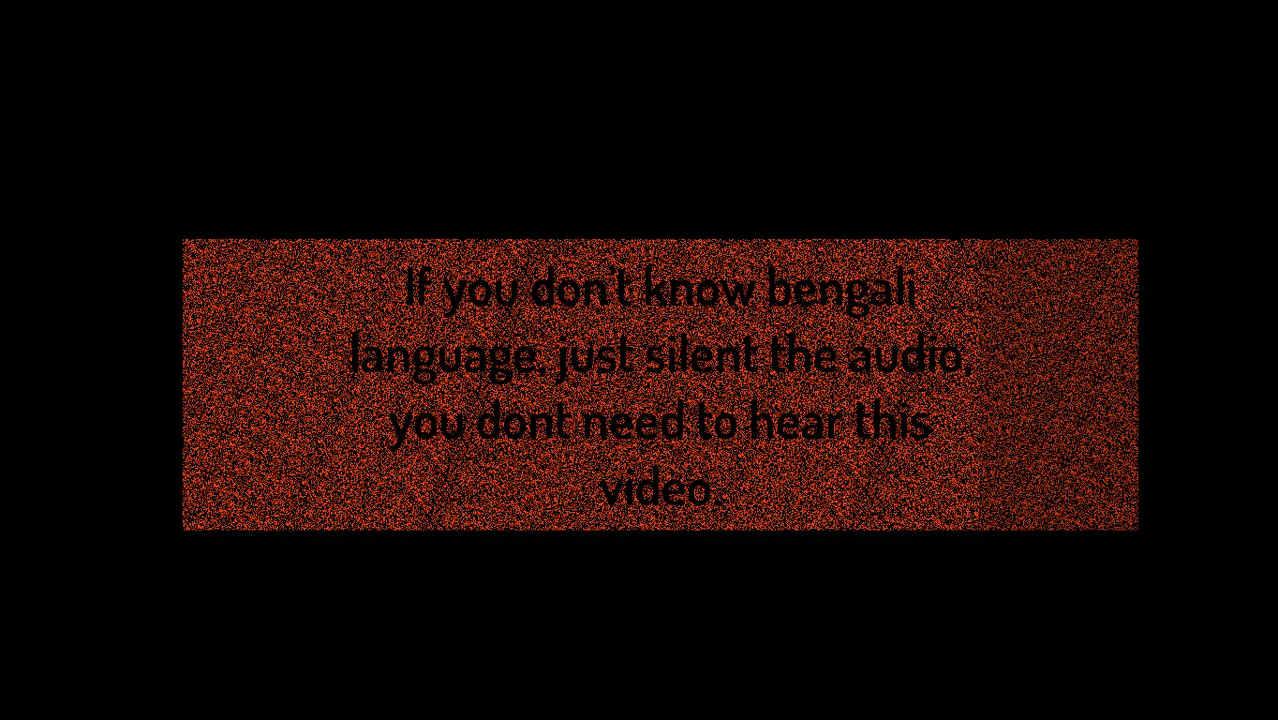 If you don't know bengali
language, just silent the audio,
you dont need to hear this
video.